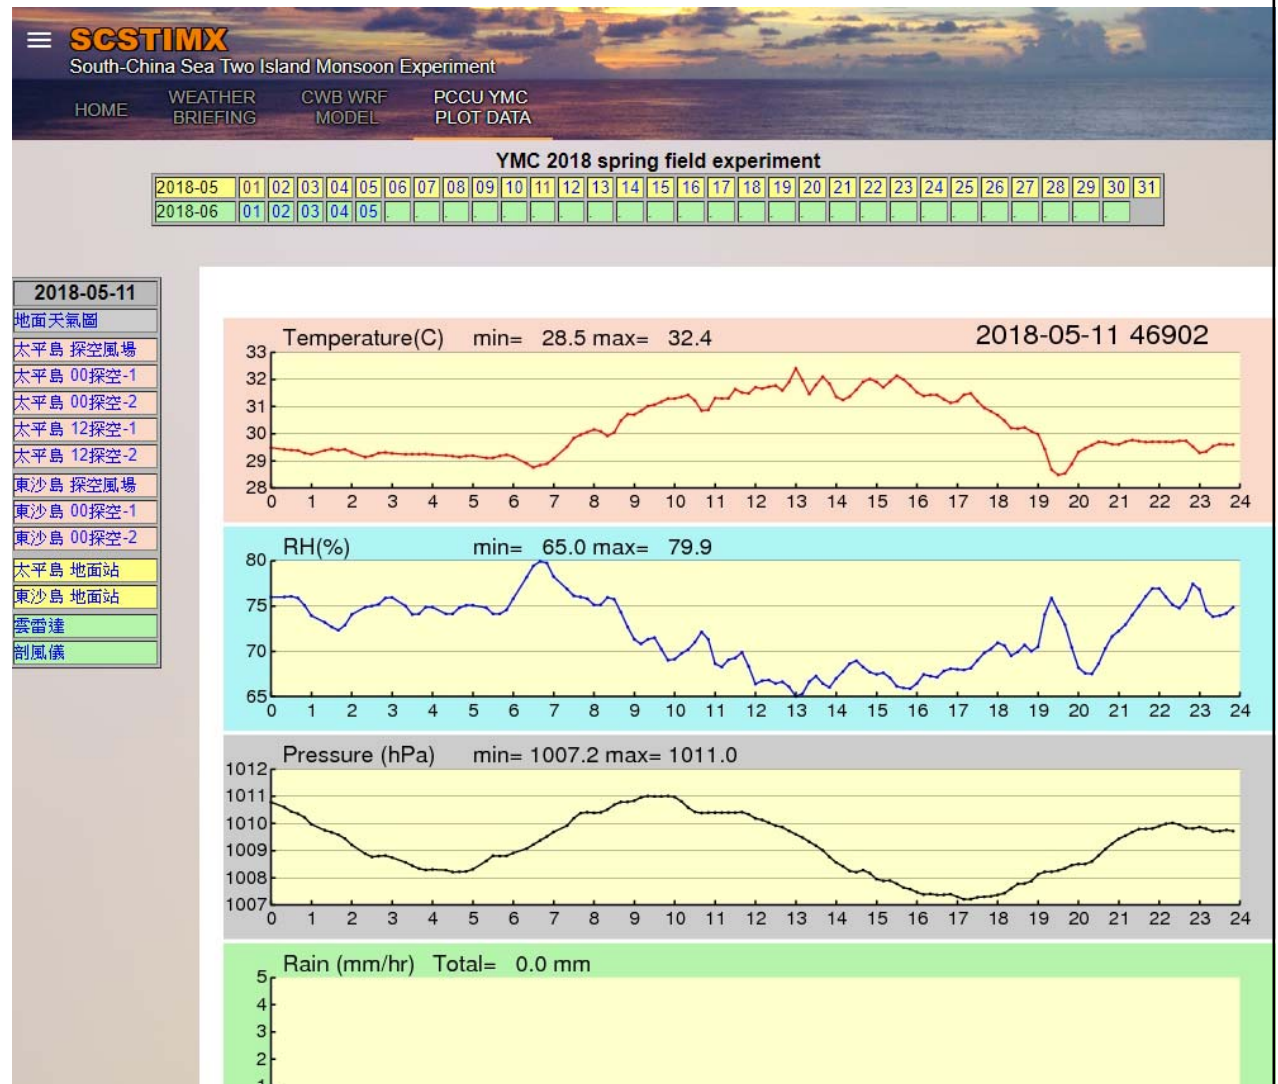 SCSTIMX
South-China Sea Two Island Monsoon Experiment
HOME
WEATHER
BRIEFING
CWB WRF
MODEL
PCCU YMC
PLOT DATA
YMC 2018 spring field experiment
2018-05 01 02 03 04 05 06 07 08 09 10 11 12 13 14 15 16 17 18 19 20 21 22 23 24 25 26 27 28 29 30 31
2018-06 01 02 03 04 05 . . . . . . . . . . . . . . . . . . . . . . . . .
2018-05-11
地面天氣圖
太平島 探空風場
太平島 00探空-1
太平島 00探空-2
太平島 12探空-1
太平島 12探空-2
東沙島 探空風場
東沙島 00探空-1
東沙島 00探空-2
太平島 地面站
東沙島 地面站
雲雷達
剖風儀
Temperature(C) min= 28.5 max= 32.4 2018-05-11 46902
33
32
31
30
29
28
0 1 2 3 4 5 6 7 8 9 10 11 12 13 14 15 16 17 18 19 20 21 22 23 24
RH(%) min= 65.0 max= 79.9
80
75
70
65
0 1 2 3 4 5 6 7 8 9 10 11 12 13 14 15 16 17 18 19 20 21 22 23 24
Pressure (hPa) min= 1007.2 max= 1011.0
1012
1011
1010
1009
1008
1007
0 1 2 3 4 5 6 7 8 9 10 11 12 13 14 15 16 17 18 19 20 21 22 23 24
Rain (mm/hr) Total= 0.0 mm
5
4
3
2